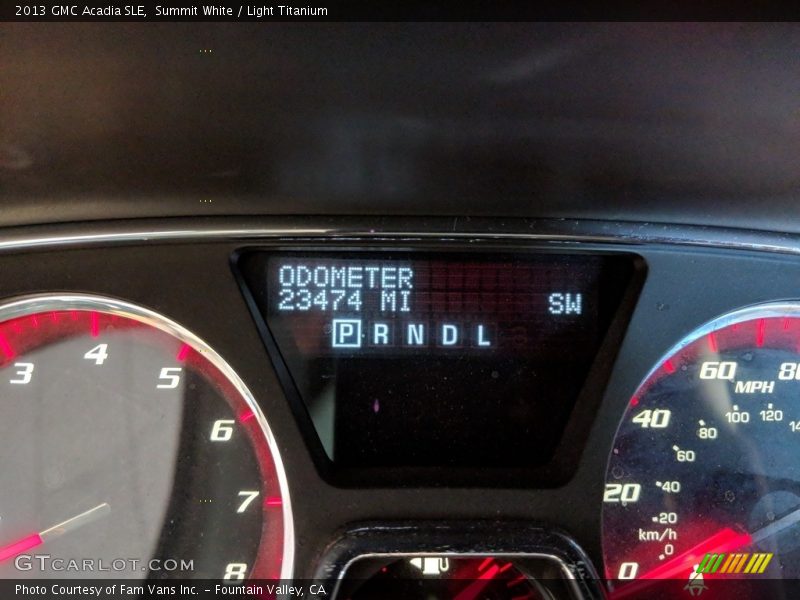 2013 GMC Acadia SLE,  Summit White / Light Titanium
ODOMETER
23474 MI SW
P R N D L
3 4 5 6 7 8
0 20 40 60 80
MPH
0 20 40 60 80 100 120
km/h
GTCARLOT.COM
Photo Courtesy of Fam Vans Inc. – Fountain Valley, CA